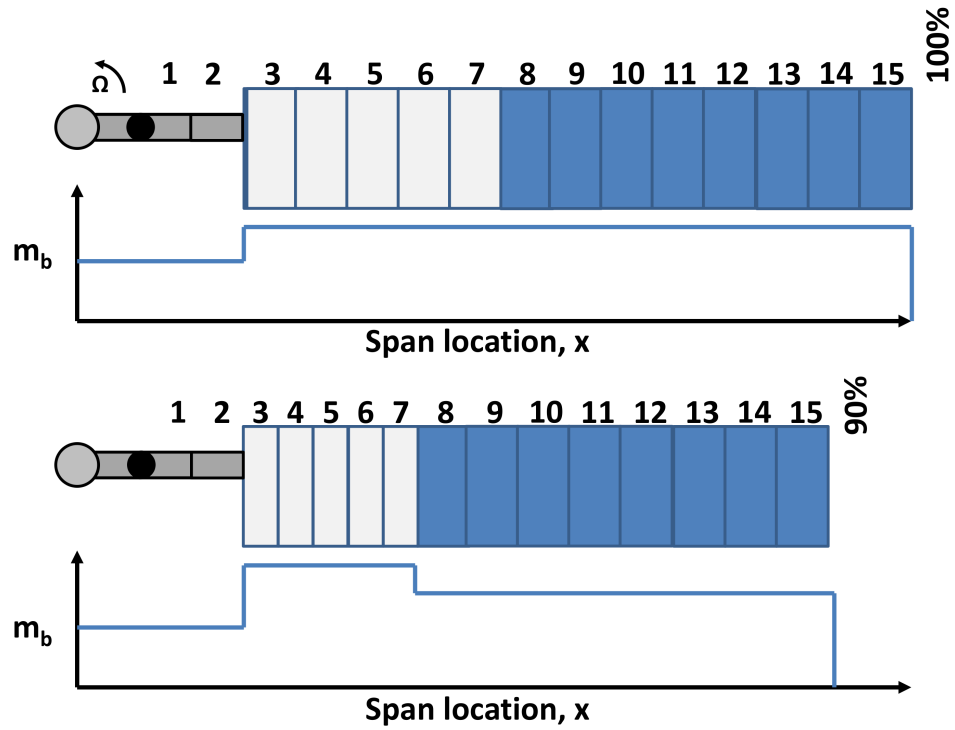 Ω 1 2 3 4 5 6 7 8 9 10 11 12 13 14 15 100%
m_b
Span location, x
1 2 3 4 5 6 7 8 9 10 11 12 13 14 15 90%
m_b
Span location, x